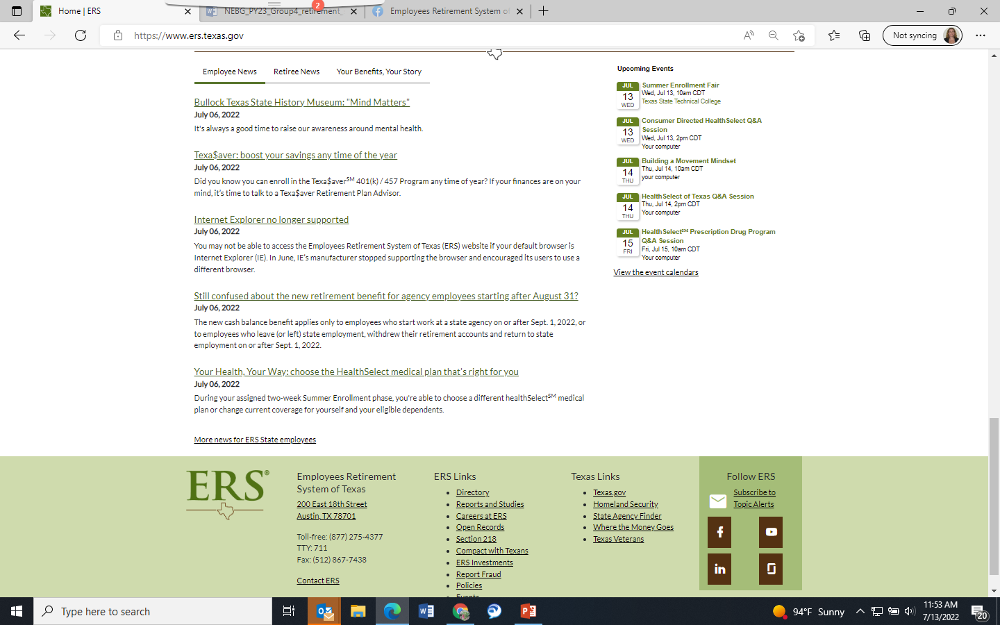 Home | ERS
NEBG_PY23_Group4_retirement_
2
Employees Retirement System of
https://www.ers.texas.gov
Not syncing
Employee News
Retiree News
Your Benefits, Your Story
Bullock Texas State History Museum: "Mind Matters"
July 06, 2022
It's always a good time to raise our awareness around mental health.
Texa$aver: boost your savings any time of the year
July 06, 2022
Did you know you can enroll in the Texa$aver℠ 401(k) / 457 Program any time of year? If your finances are on your
mind, it's time to talk to a Texa$aver Retirement Plan Advisor.
Internet Explorer no longer supported
July 06, 2022
You may not be able to access the Employees Retirement System of Texas (ERS) website if your default browser is
Internet Explorer (IE). In June, IE's manufacturer stopped supporting the browser and encouraged its users to use a
different browser.
Still confused about the new retirement benefit for agency employees starting after August 31?
July 06, 2022
The new cash balance benefit applies only to employees who start work at a state agency on or after Sept. 1, 2022, or
to employees who leave (or left) state employment, withdrew their retirement accounts and return to state
employment on or after Sept. 1, 2022.
Your Health, Your Way: choose the HealthSelect medical plan that's right for you
July 06, 2022
During your assigned two-week Summer Enrollment phase, you're able to choose a different healthSelect℠ medical
plan or change current coverage for yourself and your eligible dependents.
More news for ERS State employees
Upcoming Events
JUL
13
WED
Summer Enrollment Fair
Wed, Jul 13, 10am CDT
Texas State Technical College
JUL
13
WED
Consumer Directed HealthSelect Q&A
Session
Wed, Jul 13, 2pm CDT
Your computer
JUL
14
THU
Building a Movement Mindset
Thu, Jul 14, 10am CDT
your computer
JUL
14
THU
HealthSelect of Texas Q&A Session
Thu, Jul 14, 2pm CDT
Your computer
JUL
15
FRI
HealthSelect℠ Prescription Drug Program
Q&A Session
Fri, Jul 15, 10am CDT
Your computer
View the event calendars
ERS®
Employees Retirement
System of Texas
200 East 18th Street
Austin, TX 78701
Toll-free: (877) 275-4377
TTY: 711
Fax: (512) 867-7438
Contact ERS
ERS Links
Directory
Reports and Studies
Careers at ERS
Open Records
Section 218
Compact with Texans
ERS Investments
Report Fraud
Policies
Events
Texas Links
Texas.gov
Homeland Security
State Agency Finder
Where the Money Goes
Texas Veterans
Follow ERS
Subscribe to
Topic Alerts
Type here to search
94°F Sunny
11:53 AM
7/13/2022
20